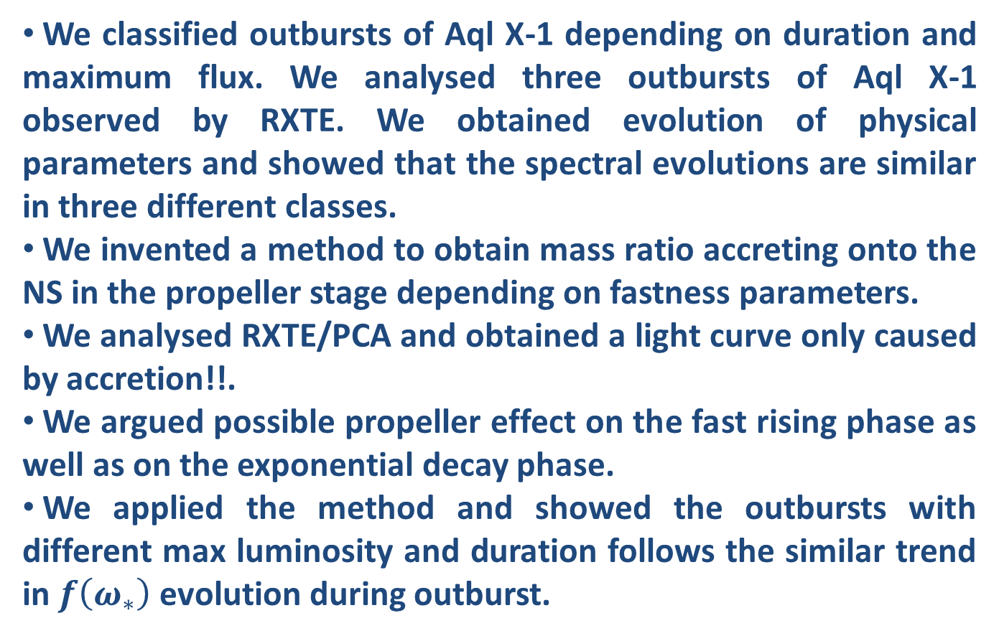 • We classified outbursts of Aql X-1 depending on duration and
maximum flux. We analysed three outbursts of Aql X-1
observed by RXTE. We obtained evolution of physical
parameters and showed that the spectral evolutions are similar
in three different classes.
• We invented a method to obtain mass ratio accreting onto the
NS in the propeller stage depending on fastness parameters.
• We analysed RXTE/PCA and obtained a light curve only caused
by accretion!!.
• We argued possible propeller effect on the fast rising phase as
well as on the exponential decay phase.
• We applied the method and showed the outbursts with
different max luminosity and duration follows the similar trend
in f(ω∗) evolution during outburst.